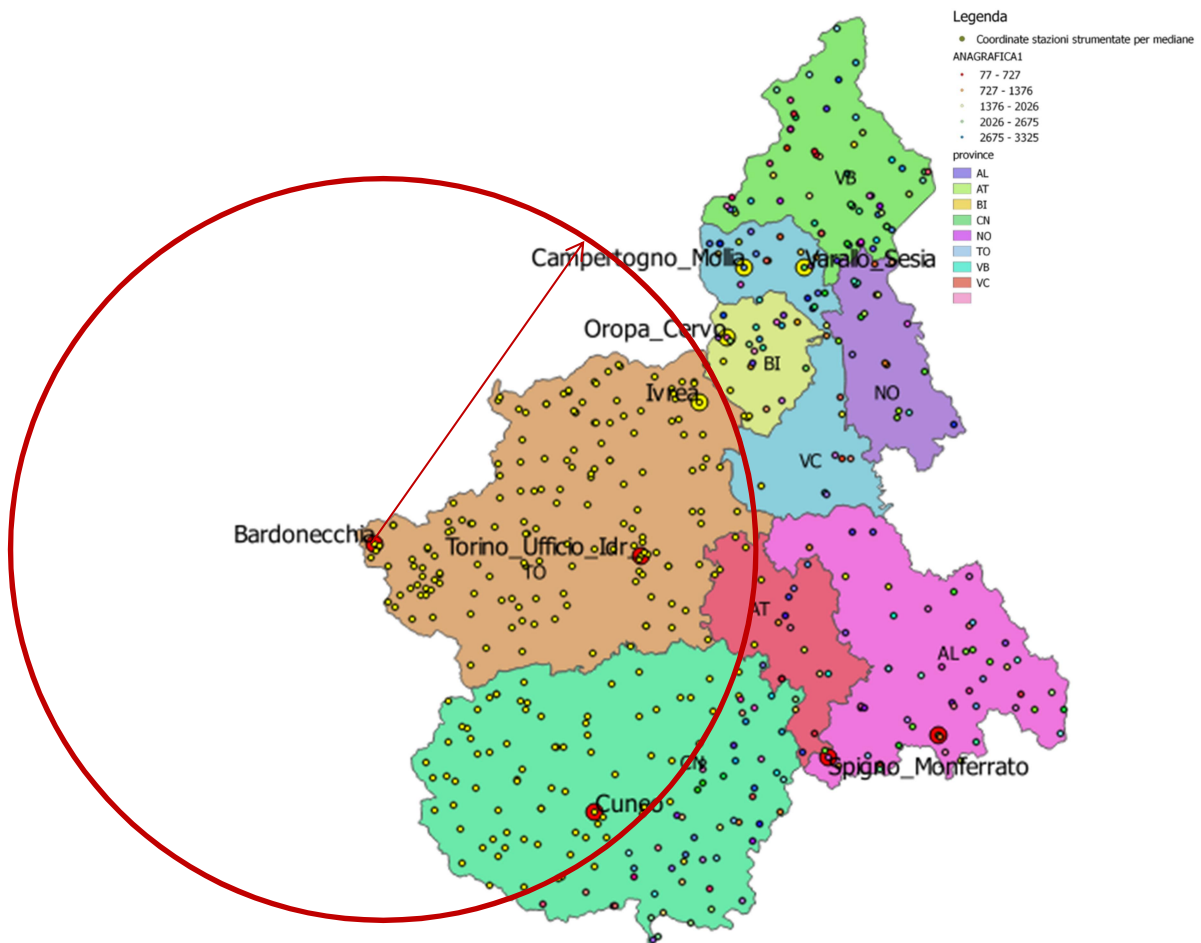 Legenda
Coordinate stazioni strumentate per mediane
ANAGRAFICA1
77 - 727
727 - 1376
1376 - 2026
2026 - 2675
2675 - 3325
province
AL
AT
BI
CN
NO
TO
VB
VC
VB
Campertogno_Mollia
Varallo_Sesia
Oropa_Cervo
BI
Ivrea
NO
VC
Bardonecchia
Torino_Ufficio_Idr.
TO
AT
AL
CN
Spigno_Monferrato
Cuneo